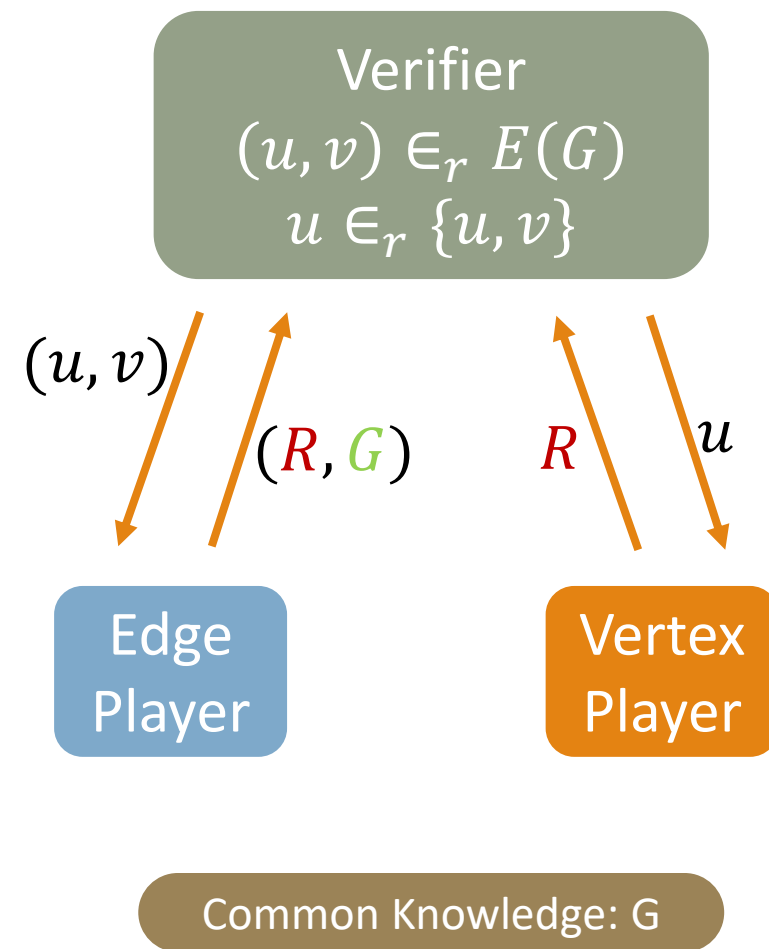 Verifier
(u, v) ∈ᵣ E(G)
u ∈ᵣ {u, v}
(u, v)
(R, G)
R
u
Edge
Player
Vertex
Player
Common Knowledge: G